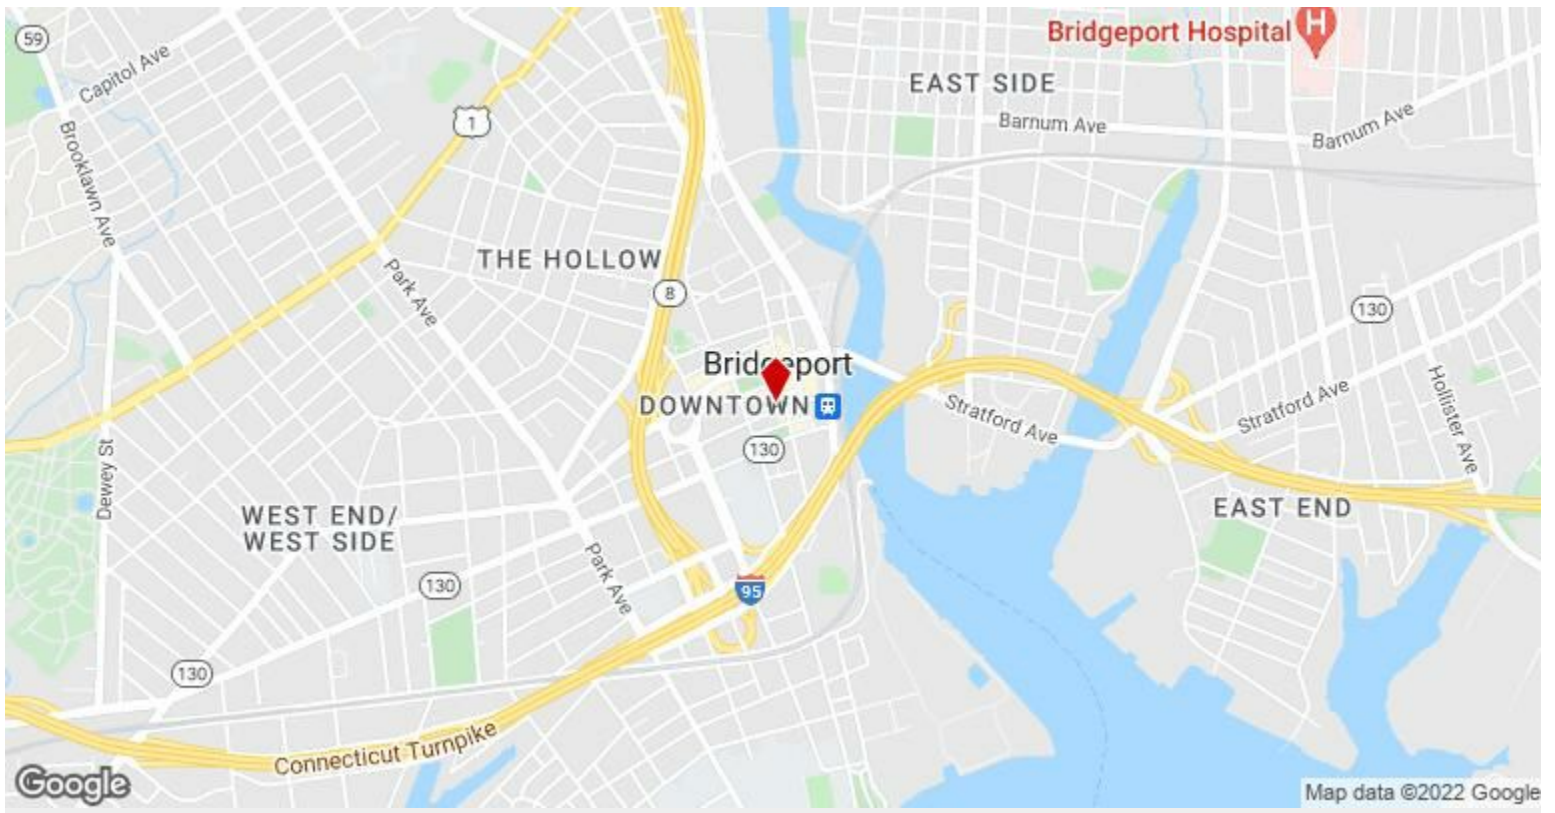 59
Capitol Ave
Bridgeport Hospital
H
EAST SIDE
1
Barnum Ave
Barnum Ave
Brooklawn Ave
THE HOLLOW
Park Ave
8
130
Bridgeport
DOWNTOWN
Stratford Ave
Stratford Ave
Hollister Ave
130
Dewey St
WEST END/
WEST SIDE
EAST END
Park Ave
130
95
130
Connecticut Turnpike
Google
Map data ©2022 Google